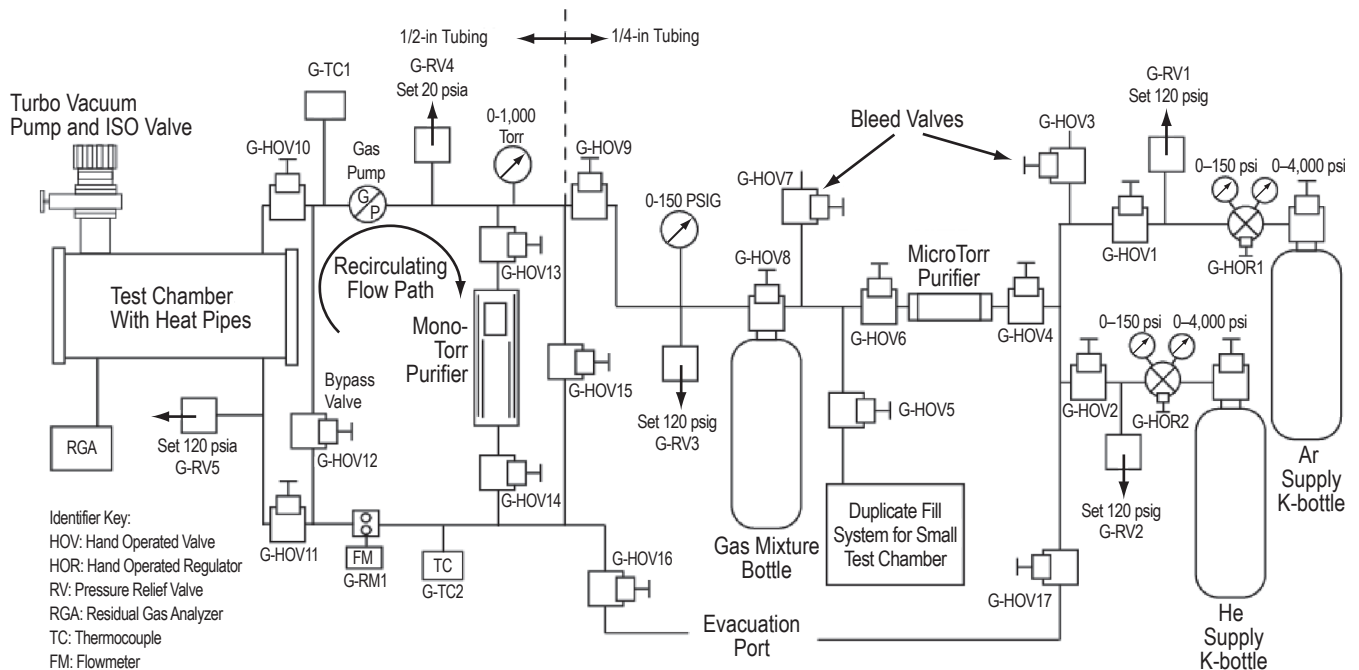 1/2-in Tubing
1/4-in Tubing
G-TC1
G-RV4
Set 20 psia
0-1,000
Torr
G-RV1
Set 120 psig
Turbo Vacuum
Pump and ISO Valve
G-HOV10
Gas
Pump
G
P
G-HOV9
Bleed Valves
G-HOV3
0–150 psi
0–4,000 psi
G-HOV7
0-150 PSIG
G-HOV13
G-HOV8
MicroTorr
Purifier
G-HOV1
G-HOR1
Test Chamber
With Heat Pipes
Recirculating
Flow Path
Mono-
Torr
Purifier
G-HOV6
G-HOV4
0–150 psi
0–4,000 psi
G-HOV15
Bypass
Valve
G-HOV5
G-HOV2
G-HOR2
RGA
Set 120 psia
G-RV5
G-HOV12
Set 120 psig
G-RV3
G-HOV14
Ar
Supply
K-bottle
Set 120 psig
G-RV2
Duplicate Fill
System for Small
Test Chamber
Gas Mixture
Bottle
G-HOV11
FM
G-RM1
TC
G-TC2
G-HOV16
G-HOV17
Evacuation
Port
He
Supply
K-bottle
Identifier Key:
HOV: Hand Operated Valve
HOR: Hand Operated Regulator
RV: Pressure Relief Valve
RGA: Residual Gas Analyzer
TC: Thermocouple
FM: Flowmeter